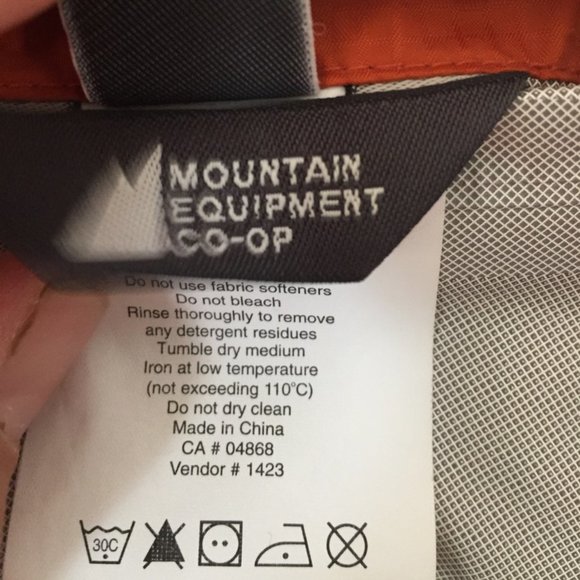 MOUNTAIN
EQUIPMENT
CO-OP
Do not use fabric softeners
Do not bleach
Rinse thoroughly to remove
any detergent residues
Tumble dry medium
Iron at low temperature
(not exceeding 110°C)
Do not dry clean
Made in China
CA # 04868
Vendor # 1423
30C